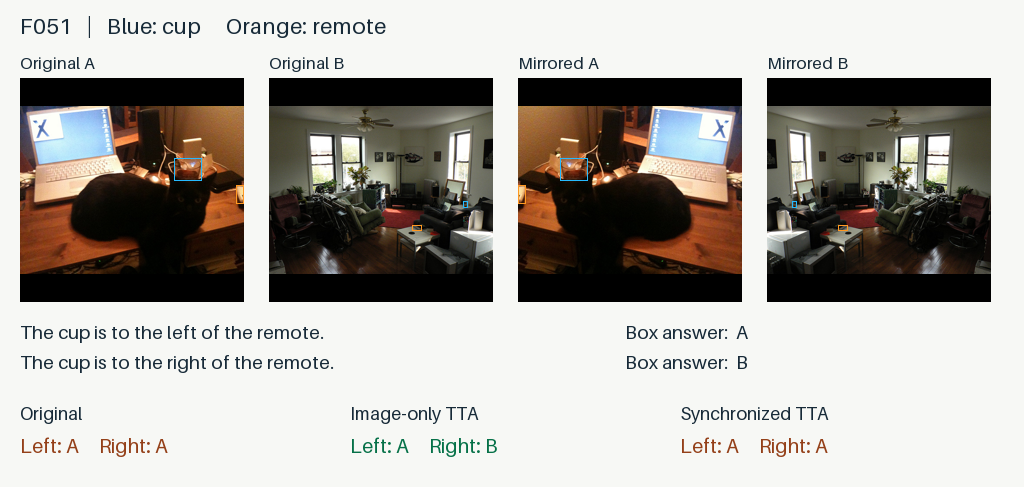 F051 | Blue: cup Orange: remote
Original A Original B Mirrored A Mirrored B
The cup is to the left of the remote. Box answer: A
The cup is to the right of the remote. Box answer: B
Original Image-only TTA Synchronized TTA
Left: A Right: A Left: A Right: B Left: A Right: A